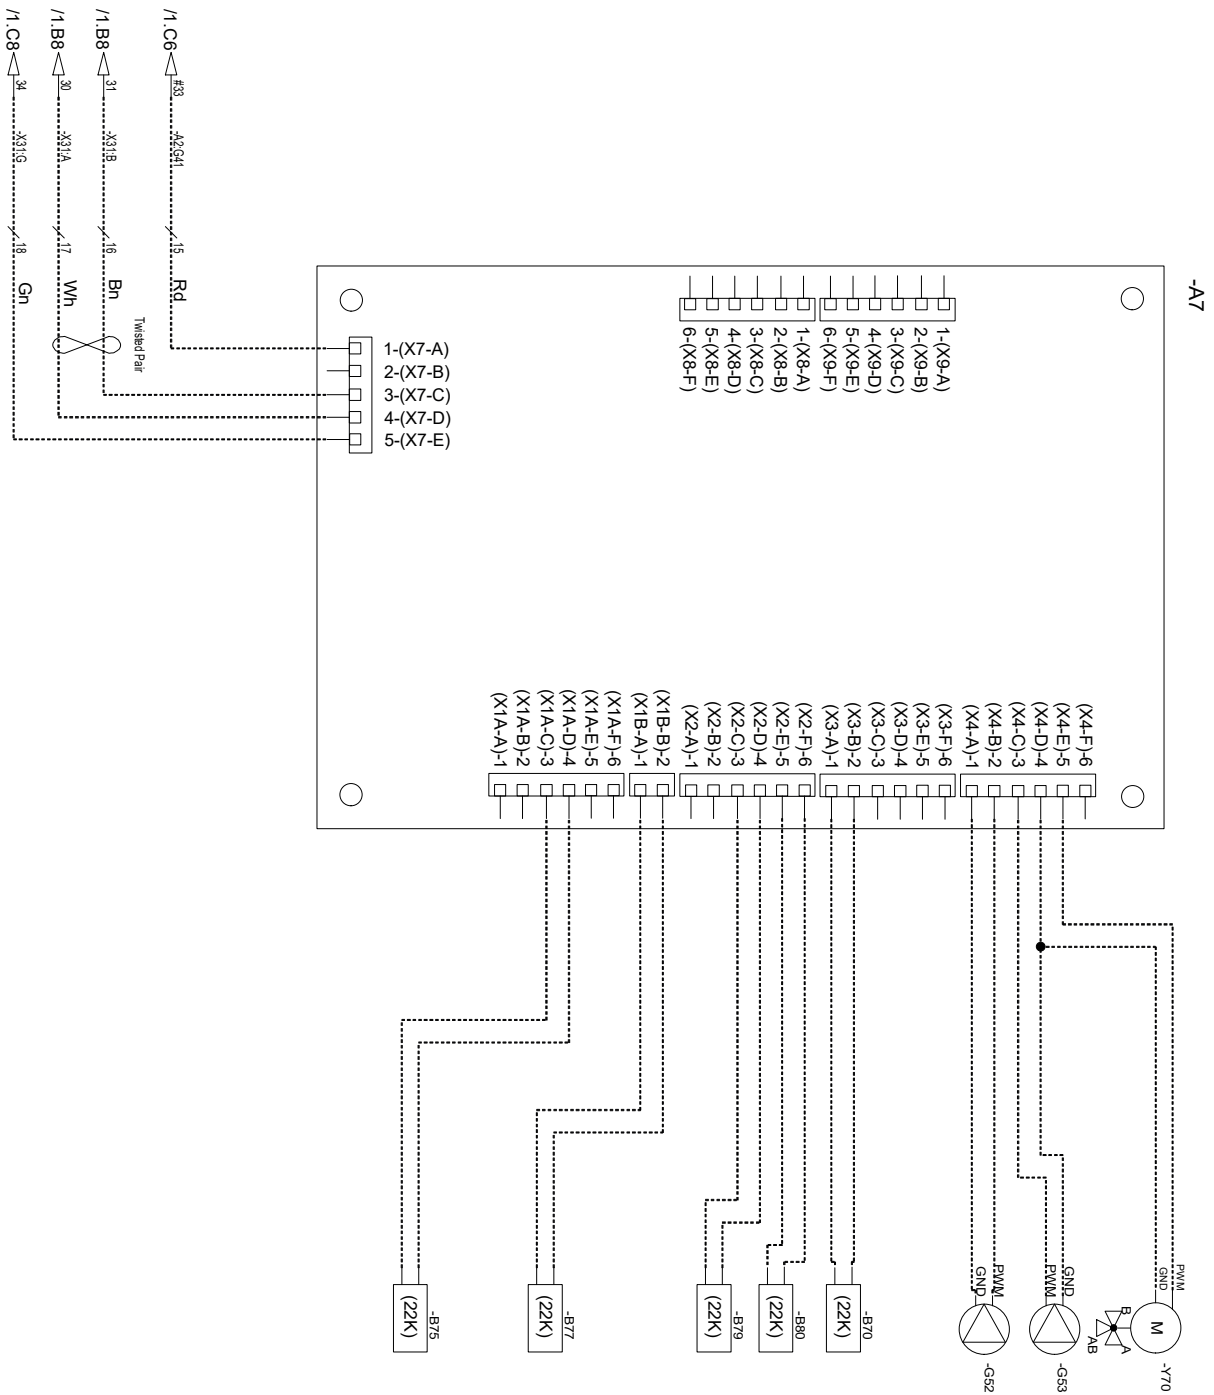 -A7
/1.C6
#33
-A2:G41
15
Rd
/1.B8
31
-X31:B
16
Bn
/1.B8
30
-X31:A
17
Wh
/1.C8
34
-X31:G
18
Gn
Twisted Pair
1-(X7-A)
2-(X7-B)
3-(X7-C)
4-(X7-D)
5-(X7-E)
1-(X9-A)
2-(X9-B)
3-(X9-C)
4-(X9-D)
5-(X9-E)
6-(X9-F)
1-(X8-A)
2-(X8-B)
3-(X8-C)
4-(X8-D)
5-(X8-E)
6-(X8-F)
(X4-F)-6
(X4-E)-5
(X4-D)-4
(X4-C)-3
(X4-B)-2
(X4-A)-1
(X3-F)-6
(X3-E)-5
(X3-D)-4
(X3-C)-3
(X3-B)-2
(X3-A)-1
(X2-F)-6
(X2-E)-5
(X2-D)-4
(X2-C)-3
(X2-B)-2
(X2-A)-1
(X1B-B)-2
(X1B-A)-1
(X1A-F)-6
(X1A-E)-5
(X1A-D)-4
(X1A-C)-3
(X1A-B)-2
(X1A-A)-1
PWM
GND
M
B
A
AB
-Y70
GND
PWM
-G53
PWM
GND
-G52
-B70
(22K)
-B80
(22K)
-B79
(22K)
-B77
(22K)
-B75
(22K)